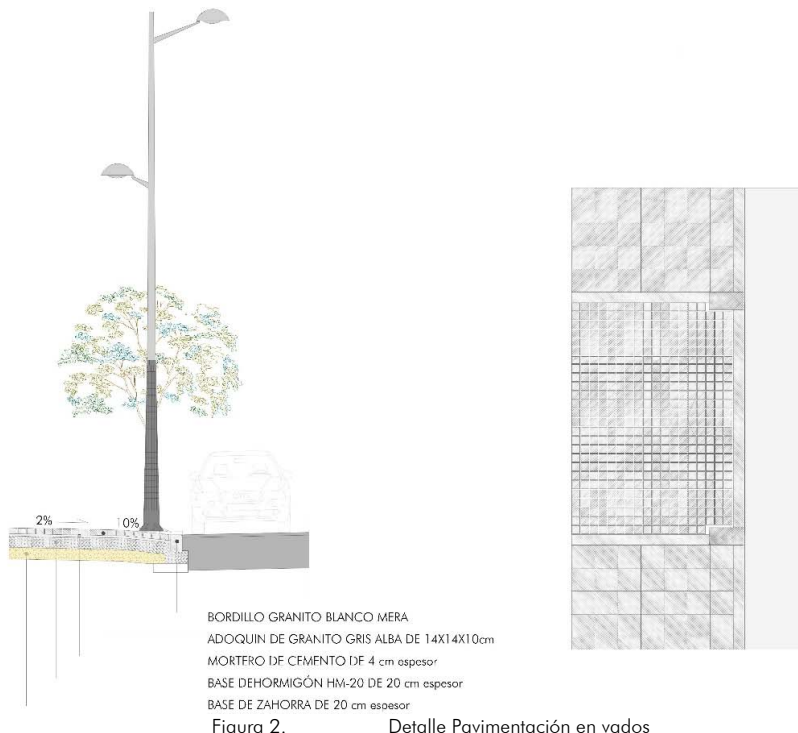 2% 10%
BORDILLO GRANITO BLANCO MERA
ADOQUIN DE GRANITO GRIS ALBA DE 14X14X10cm
MORTERO DE CEMENTO DE 4 cm espesor
BASE DEHORMIGÓN HM-20 DE 20 cm espesor
BASE DE ZAHORRA DE 20 cm espesor
Figura 2. Detalle Pavimentación en vados